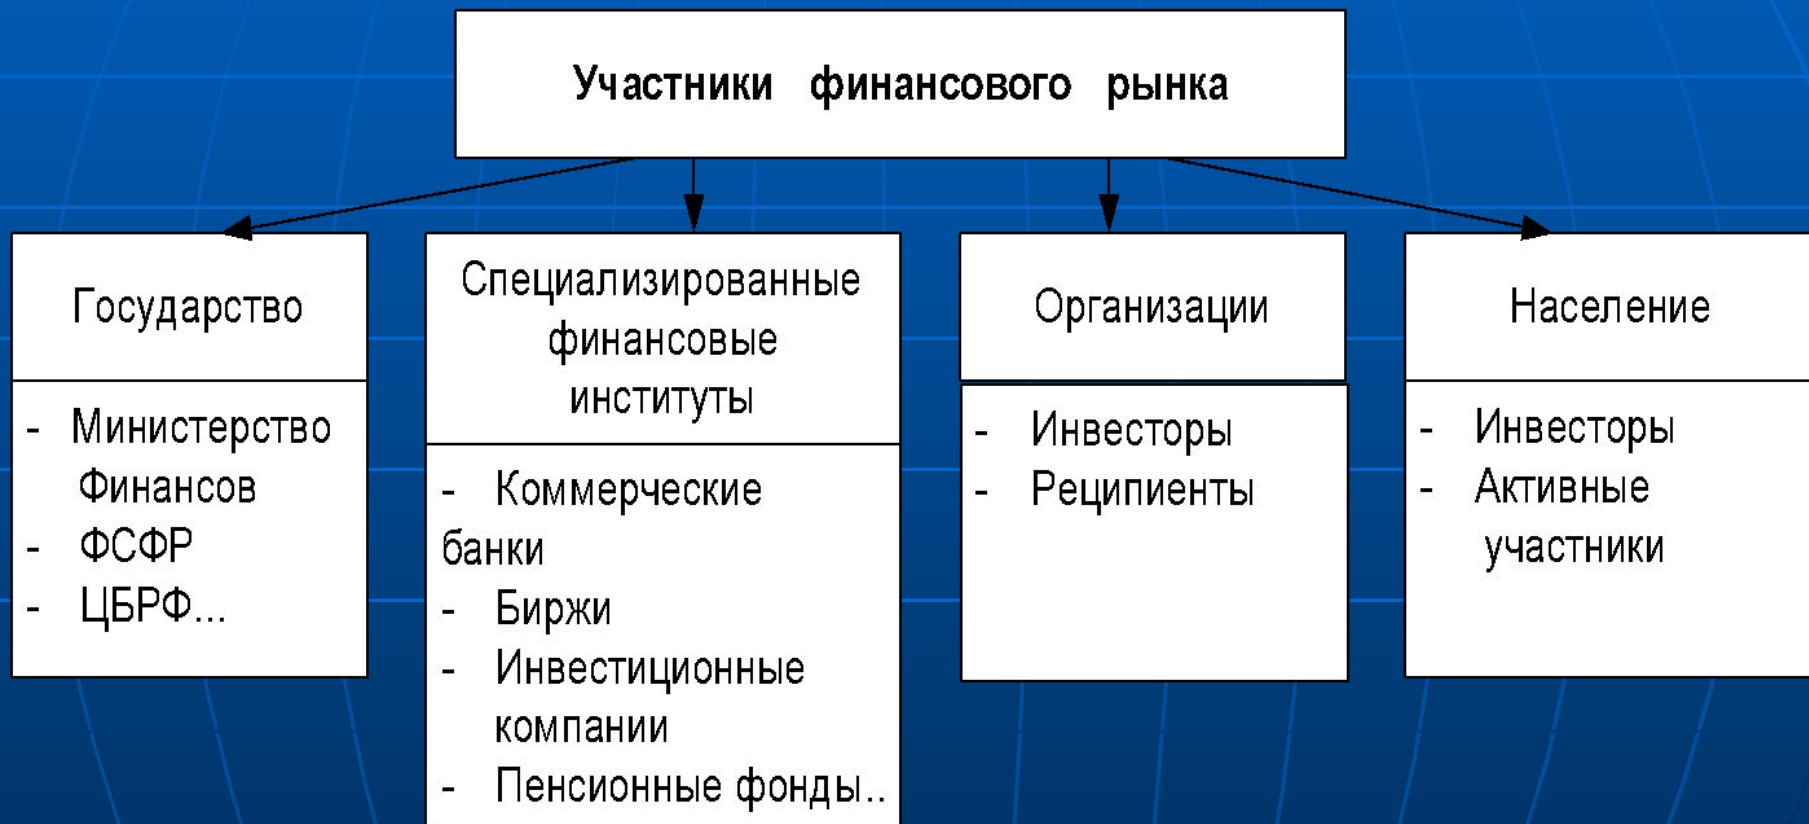 Участники финансового рынка
Государство
- Министерство
Финансов
- ФСФР
- ЦБРФ...
Специализированные
финансовые
институты
- Коммерческие
банки
- Биржи
- Инвестиционные
компании
- Пенсионные фонды..
Организации
- Инвесторы
- Реципиенты
Население
- Инвесторы
- Активные
участники